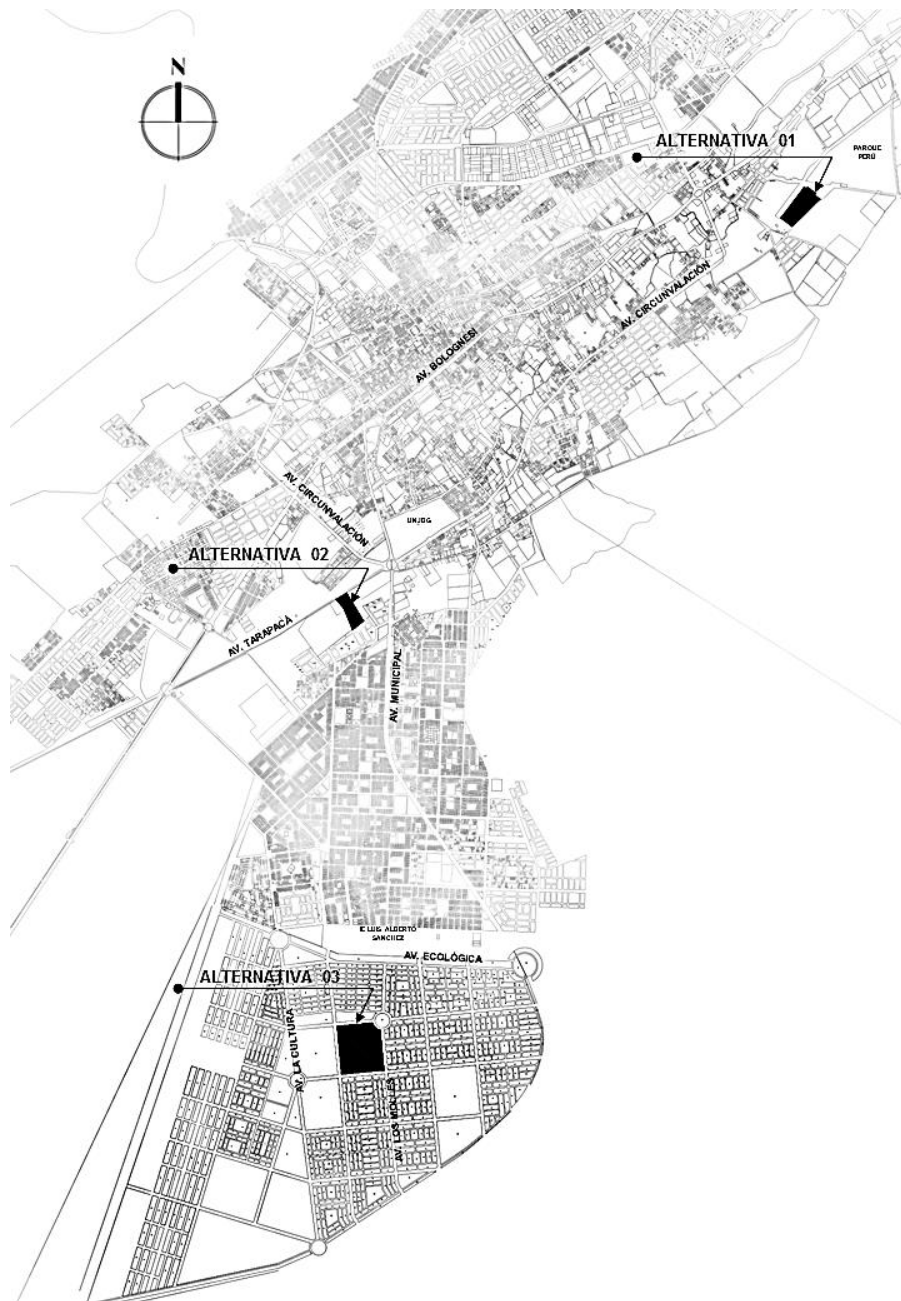 N
ALTERNATIVA 01
PARQUE
PERÚ
AV. CIRCUNVALACIÓN
AV. BOLOGNESI
AV. CIRCUNVALACIÓN
UNJBG
ALTERNATIVA 02
AV. TARAPACÁ
AV. MUNICIPAL
IE LUIS ALBERTO
SANCHEZ
AV. ECOLÓGICA
ALTERNATIVA 03
AV. LA CULTURA
AV. LOS MOLLES